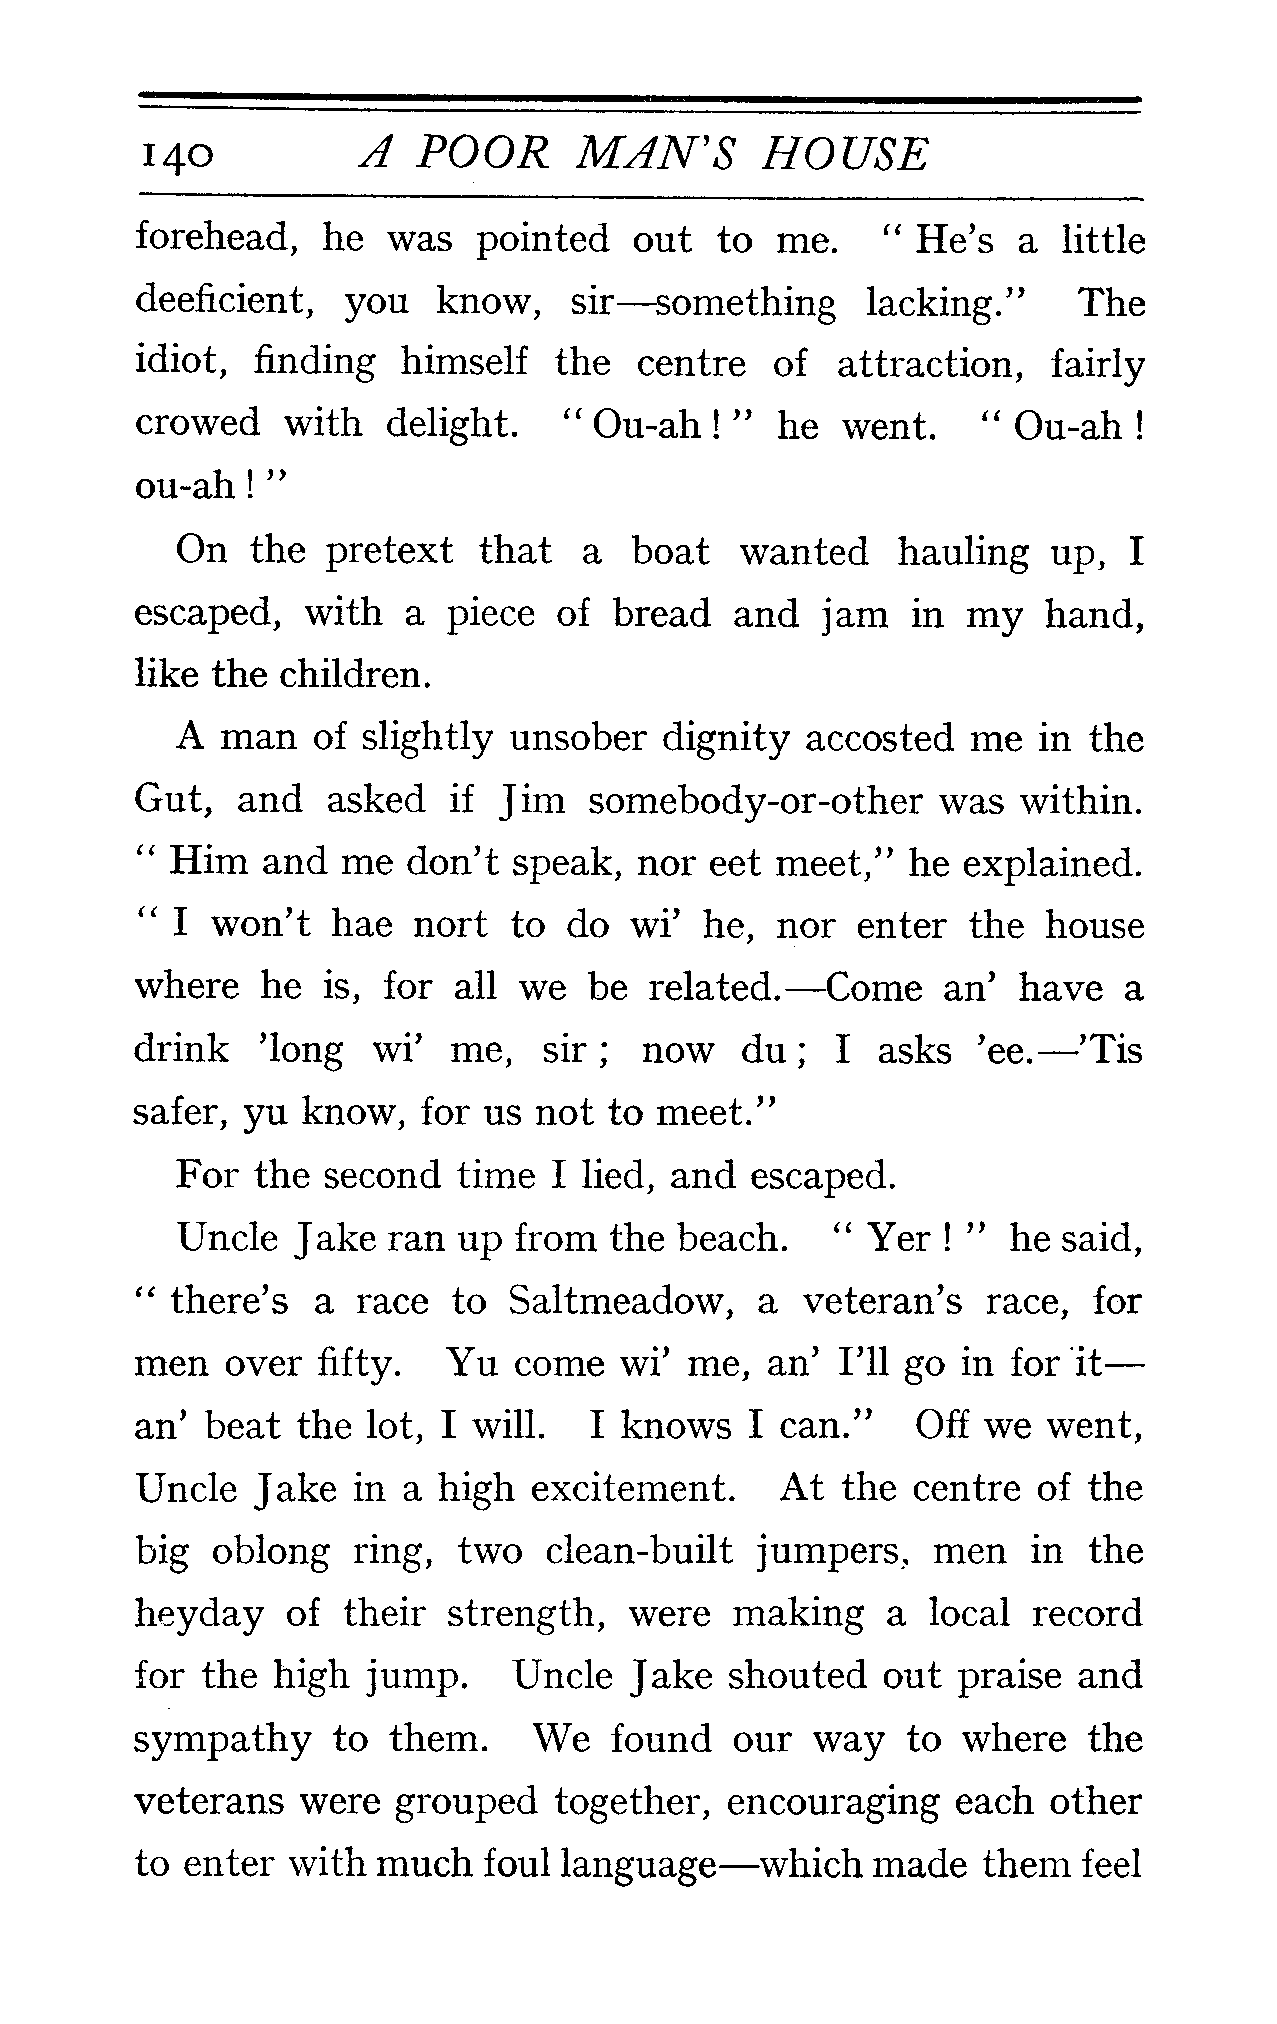 140 A POOR MAN'S HOUSE
forehead, he was pointed out to me. "He's a little
deeficient, you know, sir—something lacking." The
idiot, finding himself the centre of attraction, fairly
crowed with delight. "Ou-ah!" he went. "Ou-ah!
ou-ah!"
On the pretext that a boat wanted hauling up, I
escaped, with a piece of bread and jam in my hand,
like the children.
A man of slightly unsober dignity accosted me in the
Gut, and asked if Jim somebody-or-other was within.
"Him and me don't speak, nor eet meet," he explained.
"I won't hae nort to do wi' he, nor enter the house
where he is, for all we be related.—Come an' have a
drink 'long wi' me, sir; now du; I asks 'ee.—'Tis
safer, yu know, for us not to meet."
For the second time I lied, and escaped.
Uncle Jake ran up from the beach. "Yer!" he said,
"there's a race to Saltmeadow, a veteran's race, for
men over fifty. Yu come wi' me, an' I'll go in for it—
an' beat the lot, I will. I knows I can." Off we went,
Uncle Jake in a high excitement. At the centre of the
big oblong ring, two clean-built jumpers, men in the
heyday of their strength, were making a local record
for the high jump. Uncle Jake shouted out praise and
sympathy to them. We found our way to where the
veterans were grouped together, encouraging each other
to enter with much foul language—which made them feel